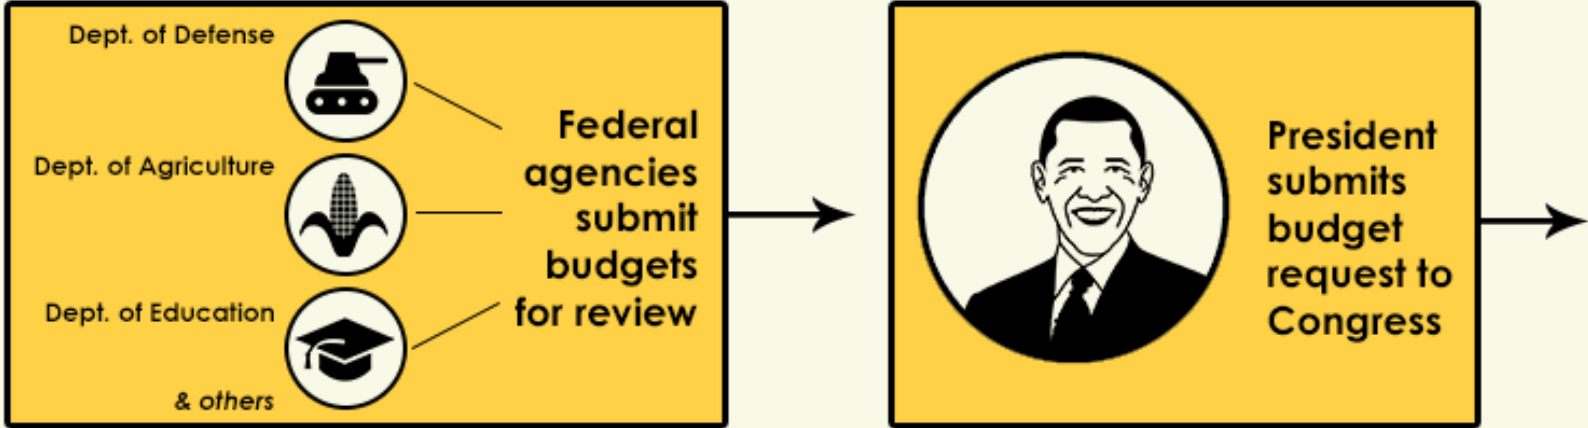 Dept. of Defense
Dept. of Agriculture
Dept. of Education
& others
Federal
agencies
submit
budgets
for review
President
submits
budget
request to
Congress